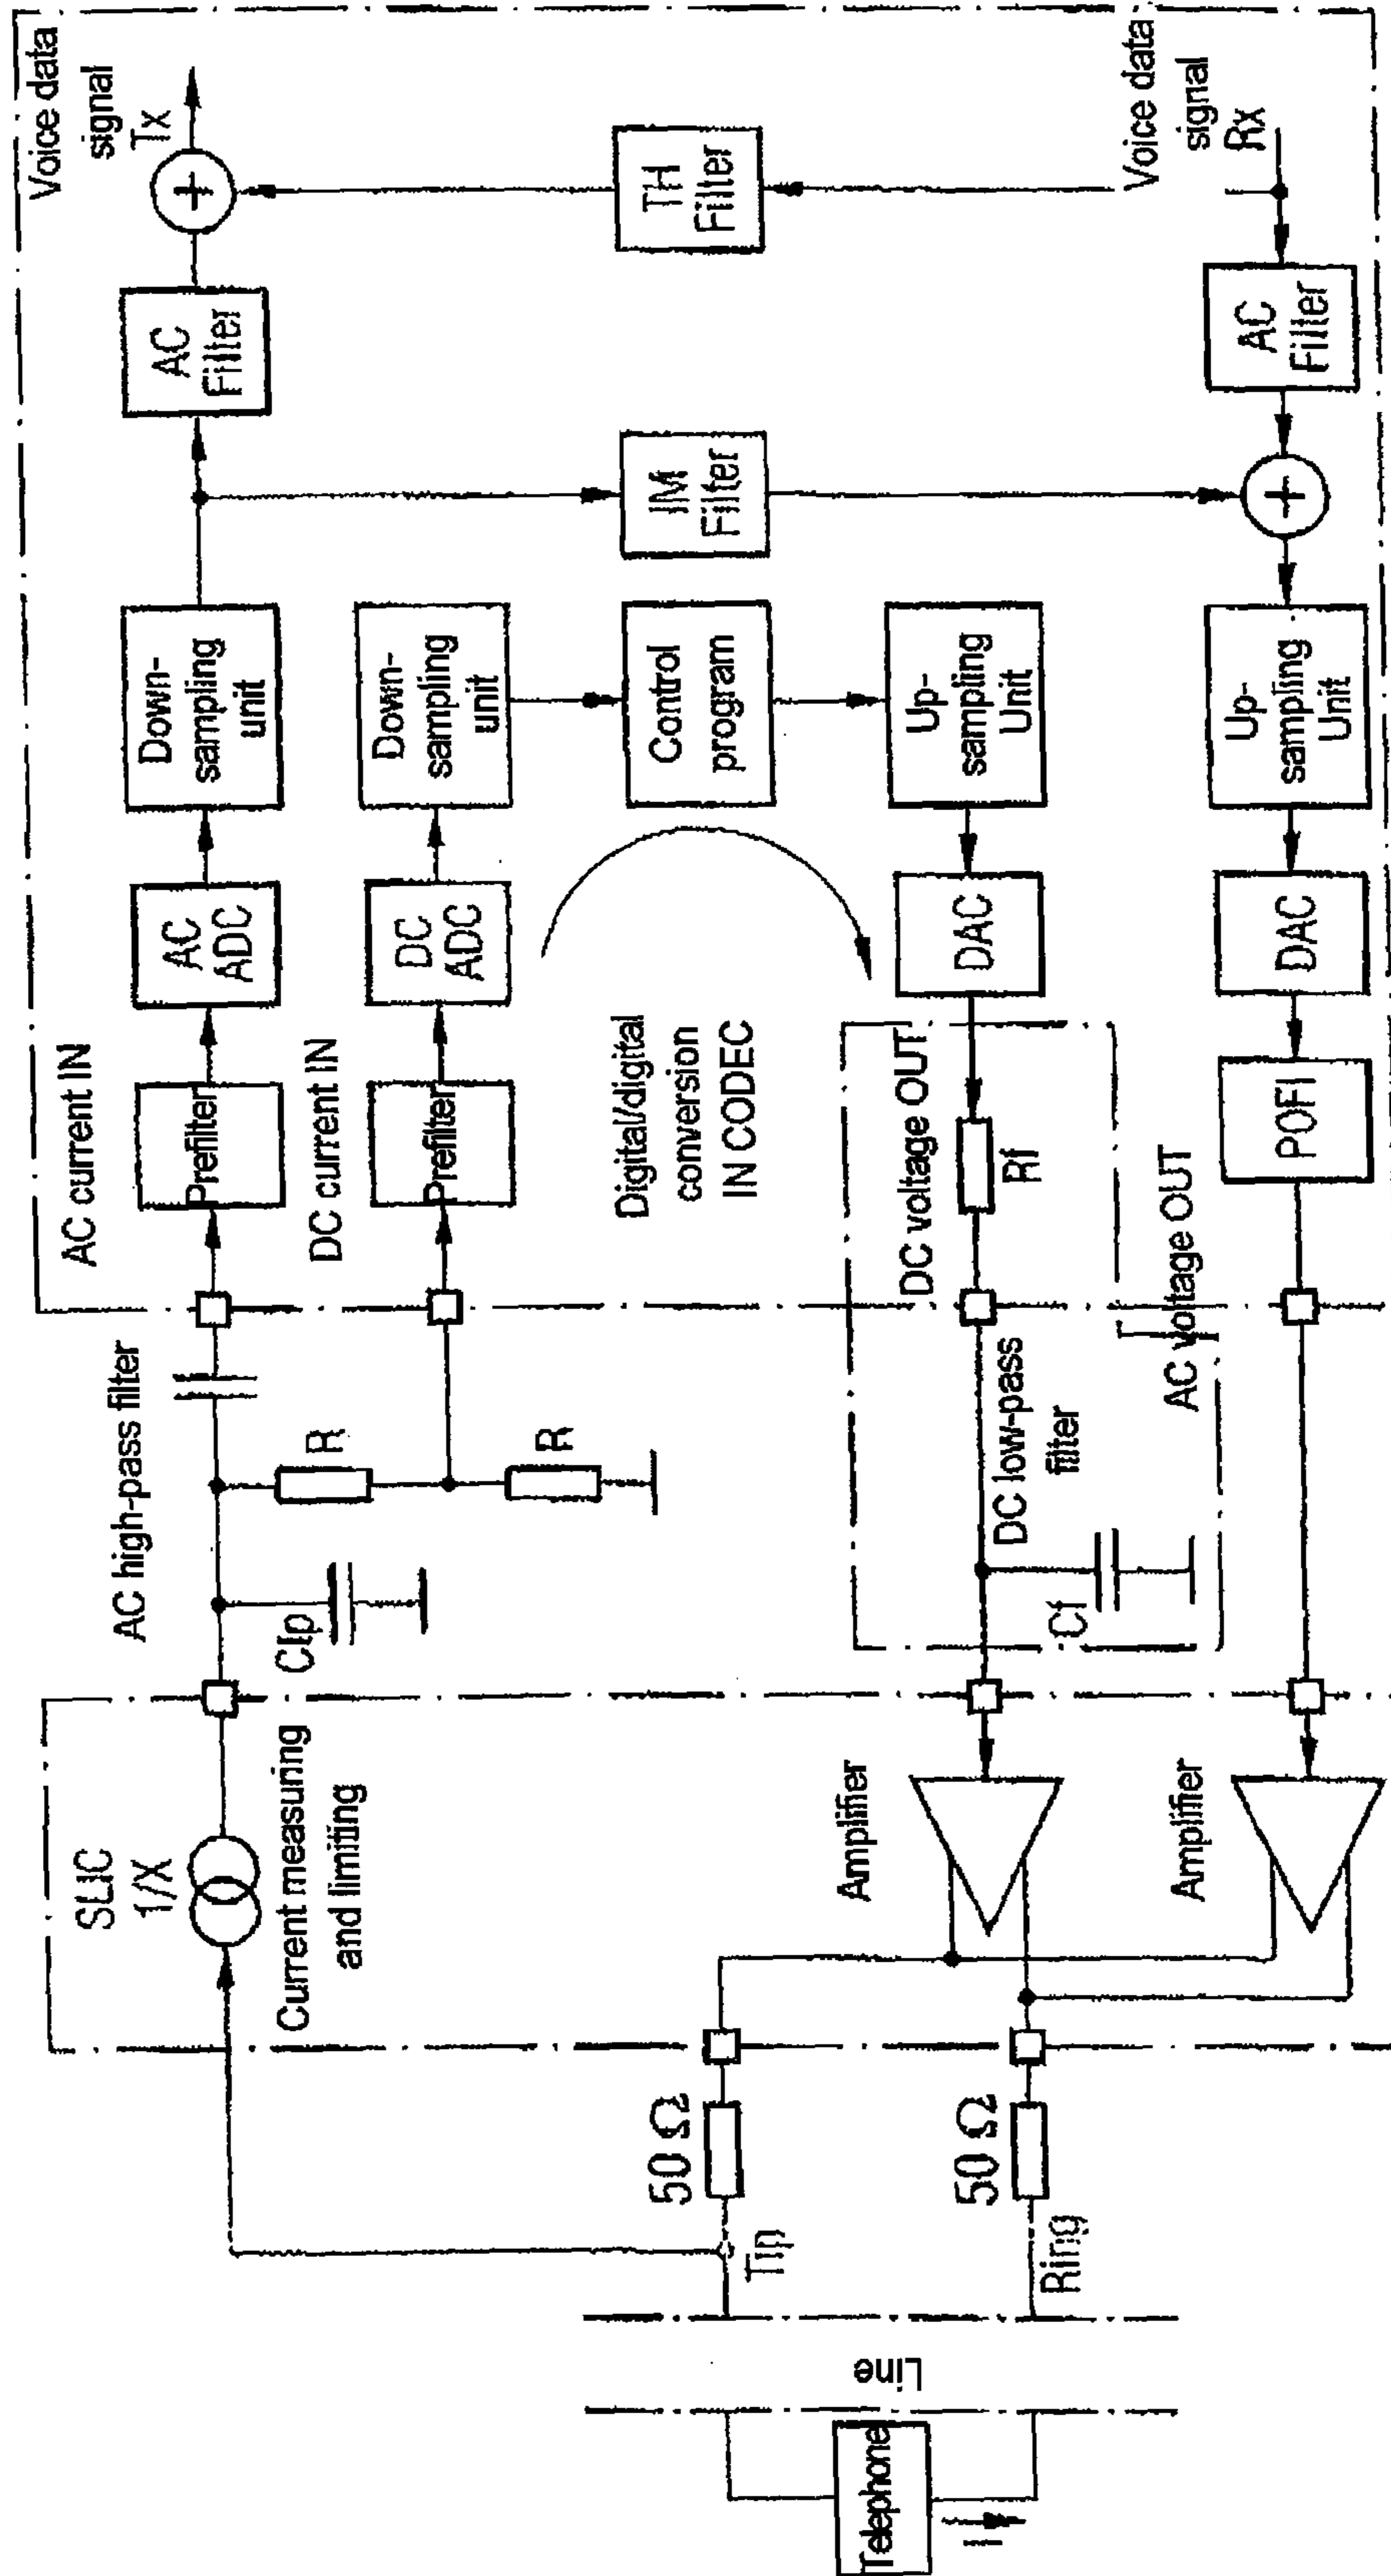 Voice data
signal
Tx
AC
Filter
TH
Filter
Voice data
signal
Rx
AC
Filter
IM
Filter
Down-
sampling
unit
Down-
sampling
unit
Control
program
Up-
sampling
Unit
Up-
sampling
Unit
AC
ADC
DC
ADC
DAC
DAC
AC current IN
Prefilter
DC current IN
Prefilter
Digital/digital
conversion
IN CODEC
DC voltage OUT
Rf
AC voltage OUT
POFI
AC high-pass filter
R
R
Clp
DC low-pass
filter
Cf
SLIC
1/X
Current measuring
and limiting
Amplifier
Amplifier
50 Ω
50 Ω
Tip
Ring
Line
Telephone
I